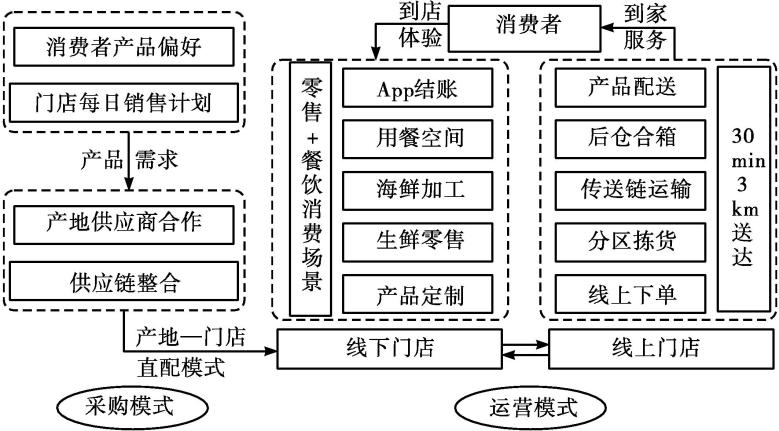 消费者产品偏好
门店每日销售计划
产品 需求
产地供应商合作
供应链整合
产地—门店
直配模式
采购模式
到店
体验
消费者
到家
服务
零售+餐饮消费场景
App结账
用餐空间
海鲜加工
生鲜零售
产品定制
产品配送
后仓合箱
传送链运输
分区拣货
线上下单
30
min
3
km
送
达
线下门店
线上门店
运营模式